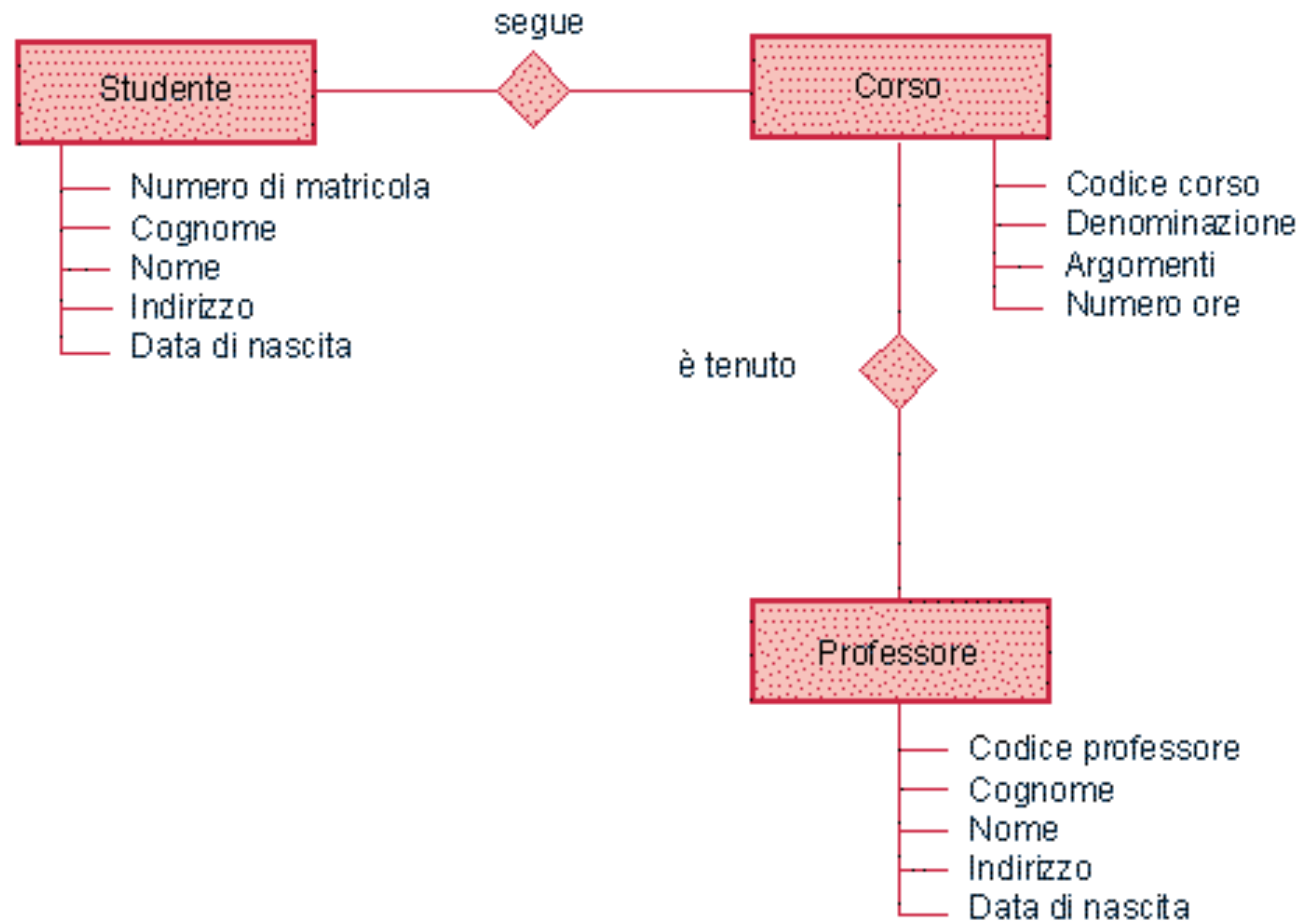 segue
Studente
Corso
Numero di matricola
Cognome
Nome
Indirizzo
Data di nascita
Codice corso
Denominazione
Argomenti
Numero ore
è tenuto
Professore
Codice professore
Cognome
Nome
Indirizzo
Data di nascita